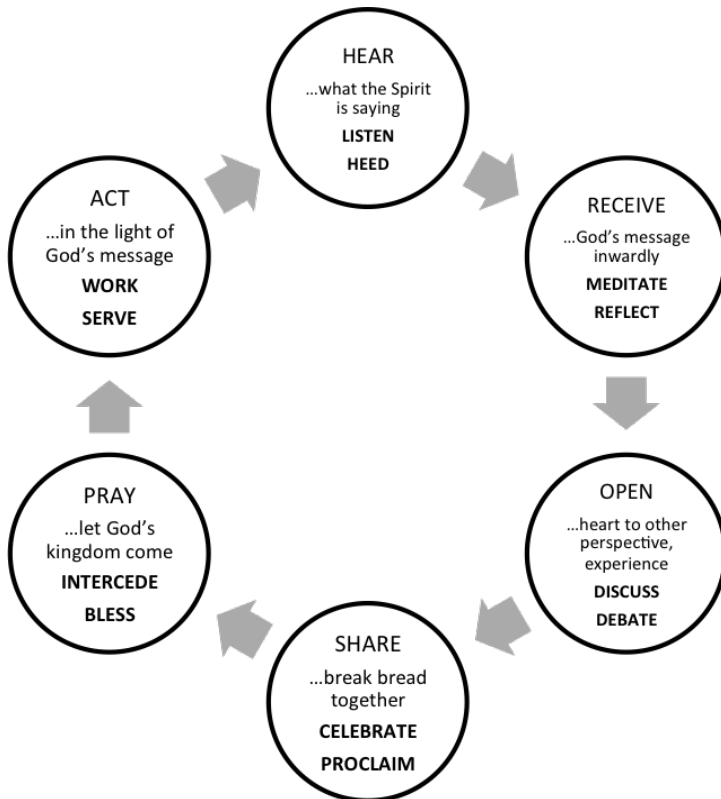 HEAR
...what the Spirit
is saying
LISTEN
HEED
RECEIVE
...God’s message
inwardly
MEDITATE
REFLECT
OPEN
...heart to other
perspective,
experience
DISCUSS
DEBATE
SHARE
...break bread
together
CELEBRATE
PROCLAIM
PRAY
...let God’s
kingdom come
INTERCEDE
BLESS
ACT
...in the light of
God’s message
WORK
SERVE